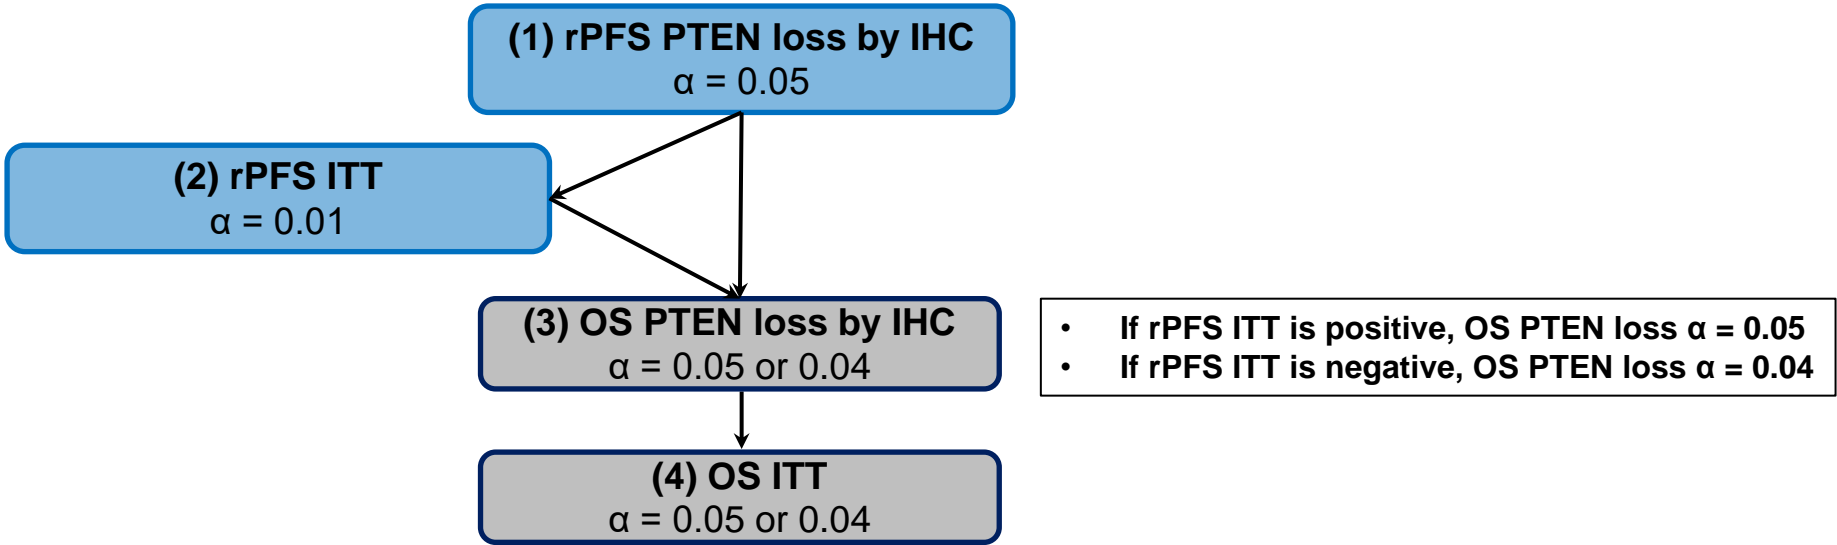 (1) rPFS PTEN loss by IHC
α = 0.05
(2) rPFS ITT
α = 0.01
(3) OS PTEN loss by IHC
α = 0.05 or 0.04
• If rPFS ITT is positive, OS PTEN loss α = 0.05
• If rPFS ITT is negative, OS PTEN loss α = 0.04
(4) OS ITT
α = 0.05 or 0.04